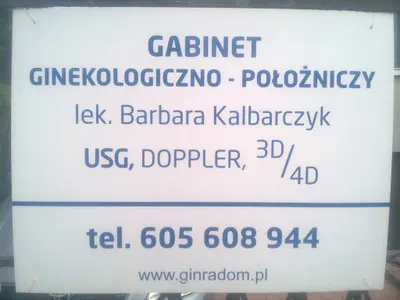 GABINET
GINEKOLOGICZNO - POŁOŻNICZY
lek. Barbara Kalbarczyk
USG, DOPPLER, 3D/4D
tel. 605 608 944
www.ginradom.pl